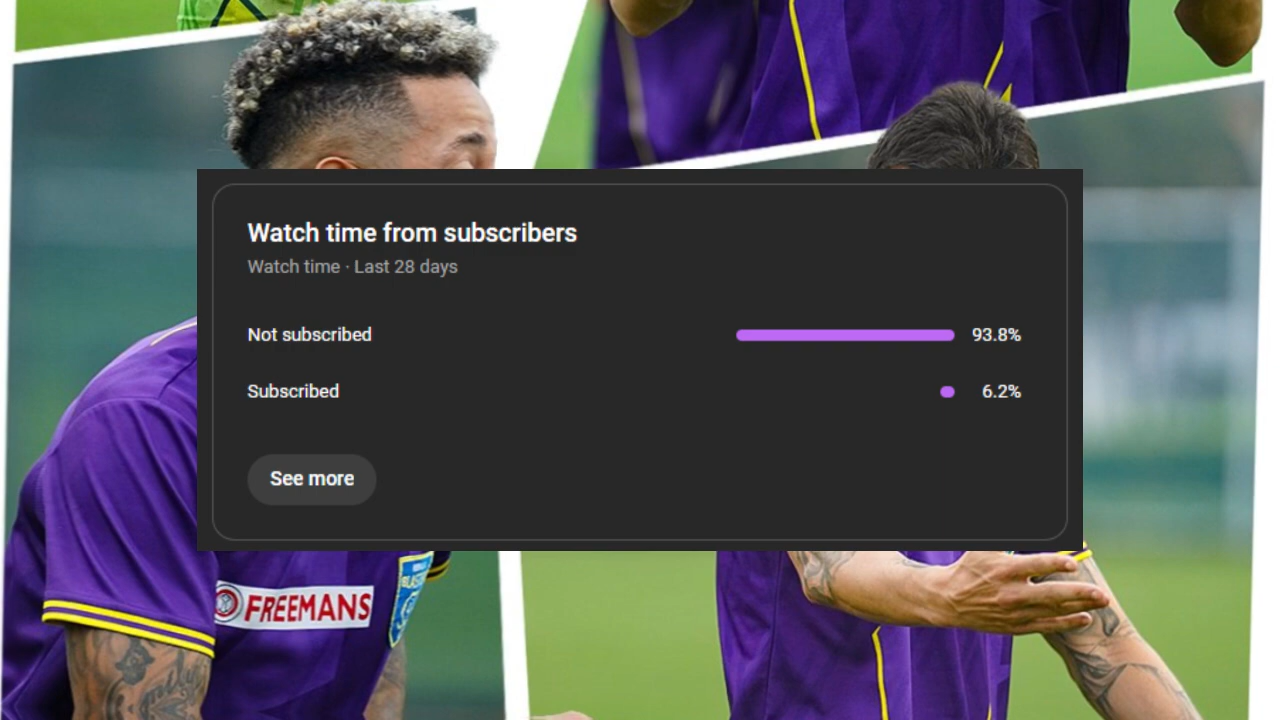 Watch time from subscribers
Watch time · Last 28 days
Not subscribed 93.8%
Subscribed 6.2%
See more
FREEMANS